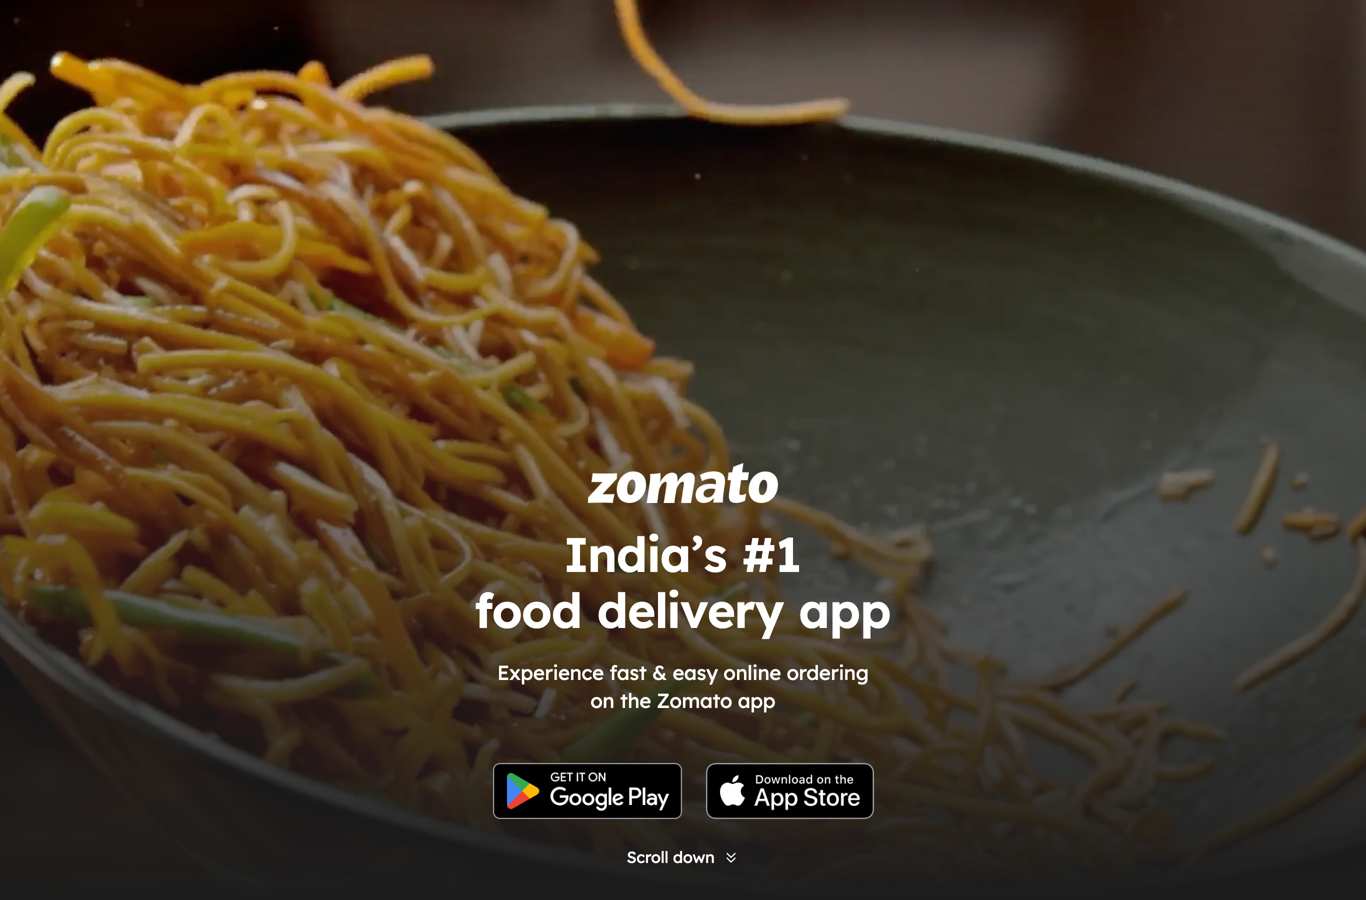 zomato
India’s #1
food delivery app
Experience fast & easy online ordering
on the Zomato app
GET IT ON
Google Play
Download on the
App Store
Scroll down